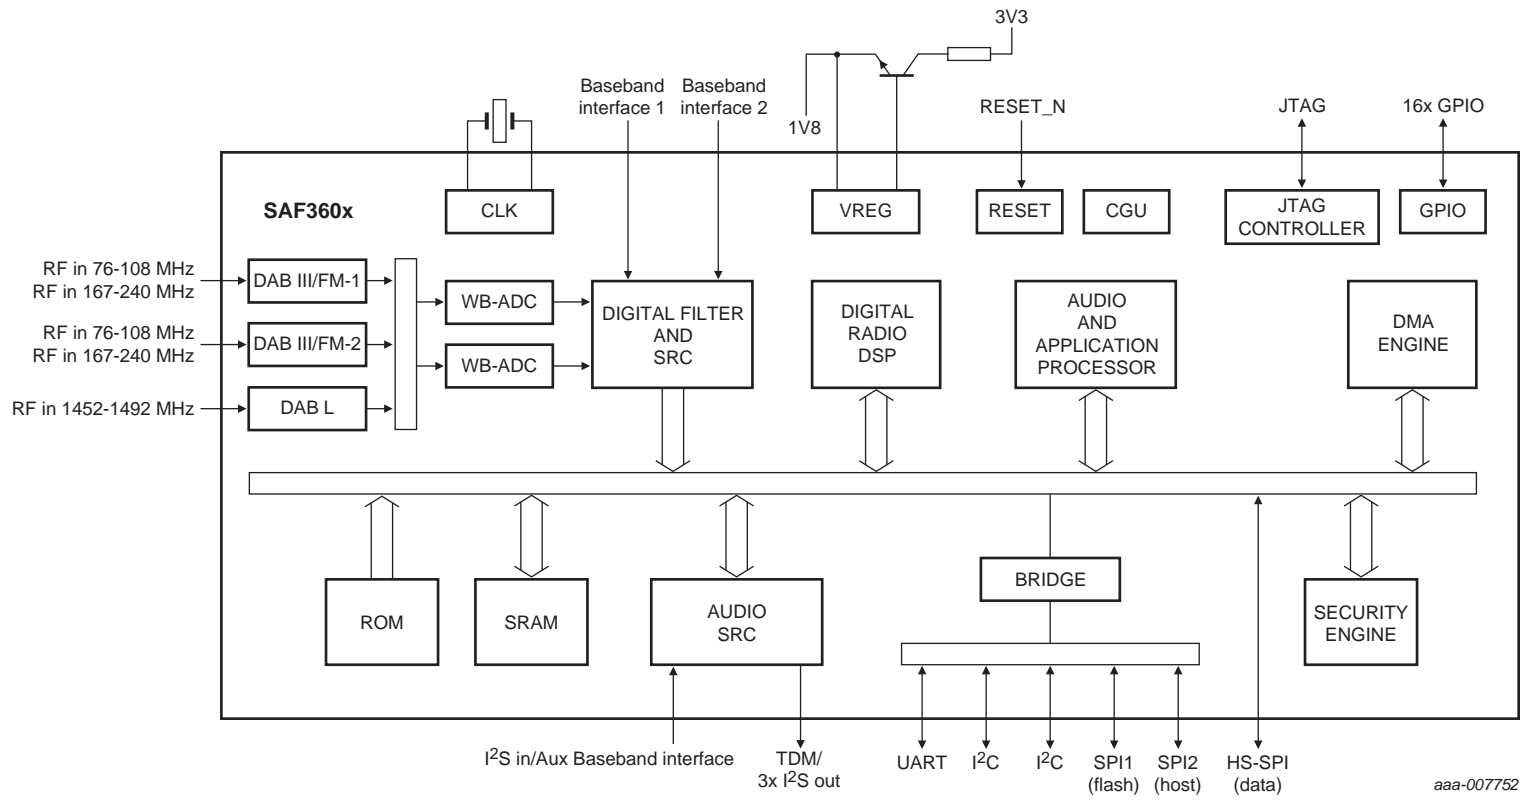 3V3
Baseband
interface 1
Baseband
interface 2
1V8
RESET_N
JTAG
16x GPIO
SAF360x
CLK
VREG
RESET
CGU
JTAG
CONTROLLER
GPIO
RF in 76-108 MHz
RF in 167-240 MHz
DAB III/FM-1
RF in 76-108 MHz
RF in 167-240 MHz
DAB III/FM-2
RF in 1452-1492 MHz
DAB L
WB-ADC
WB-ADC
DIGITAL FILTER
AND
SRC
DIGITAL
RADIO
DSP
AUDIO
AND
APPLICATION
PROCESSOR
DMA
ENGINE
ROM
SRAM
AUDIO
SRC
BRIDGE
SECURITY
ENGINE
I²S in/Aux Baseband interface
TDM/
3x I²S out
UART
I²C
I²C
SPI1
(flash)
SPI2
(host)
HS-SPI
(data)
aaa-007752